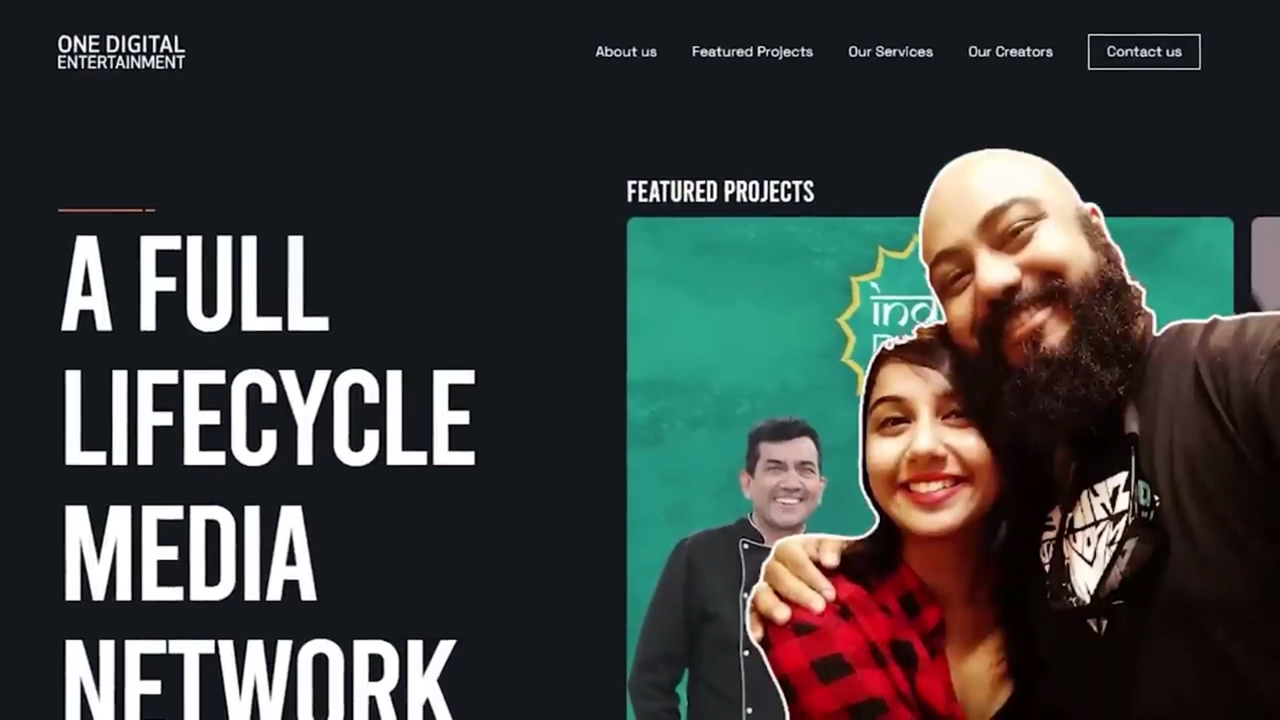 ONE DIGITAL
ENTERTAINMENT
About us
Featured Projects
Our Services
Our Creators
Contact us
FEATURED PROJECTS
A FULL
LIFECYCLE
MEDIA
NETWORK